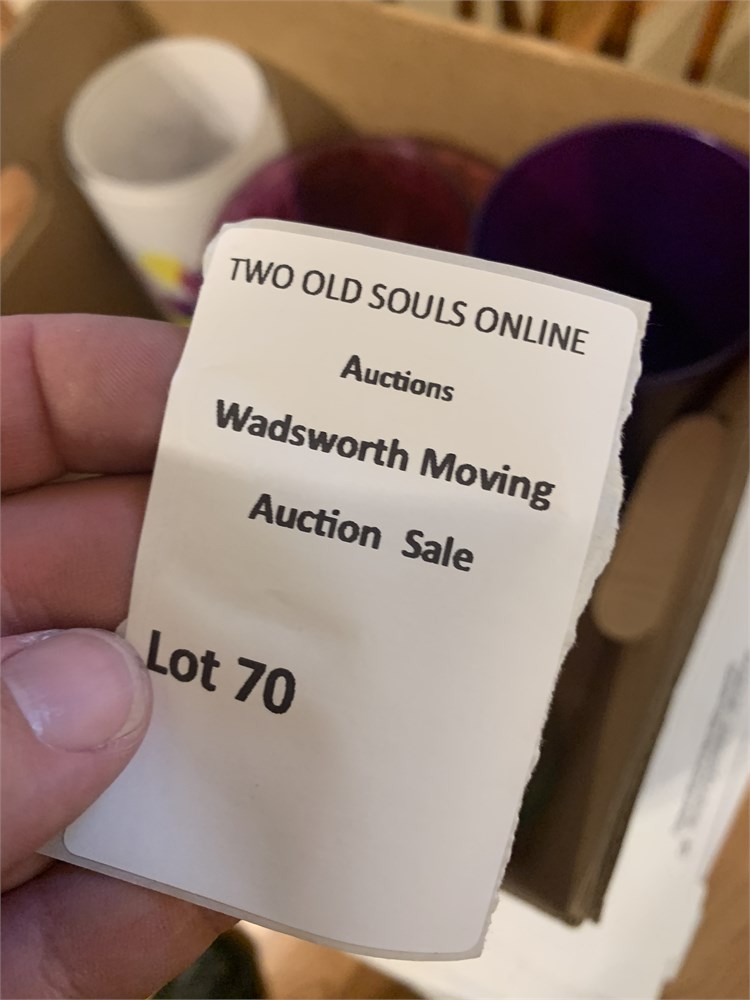 TWO OLD SOULS ONLINE
Auctions
Wadsworth Moving
Auction Sale
Lot 70